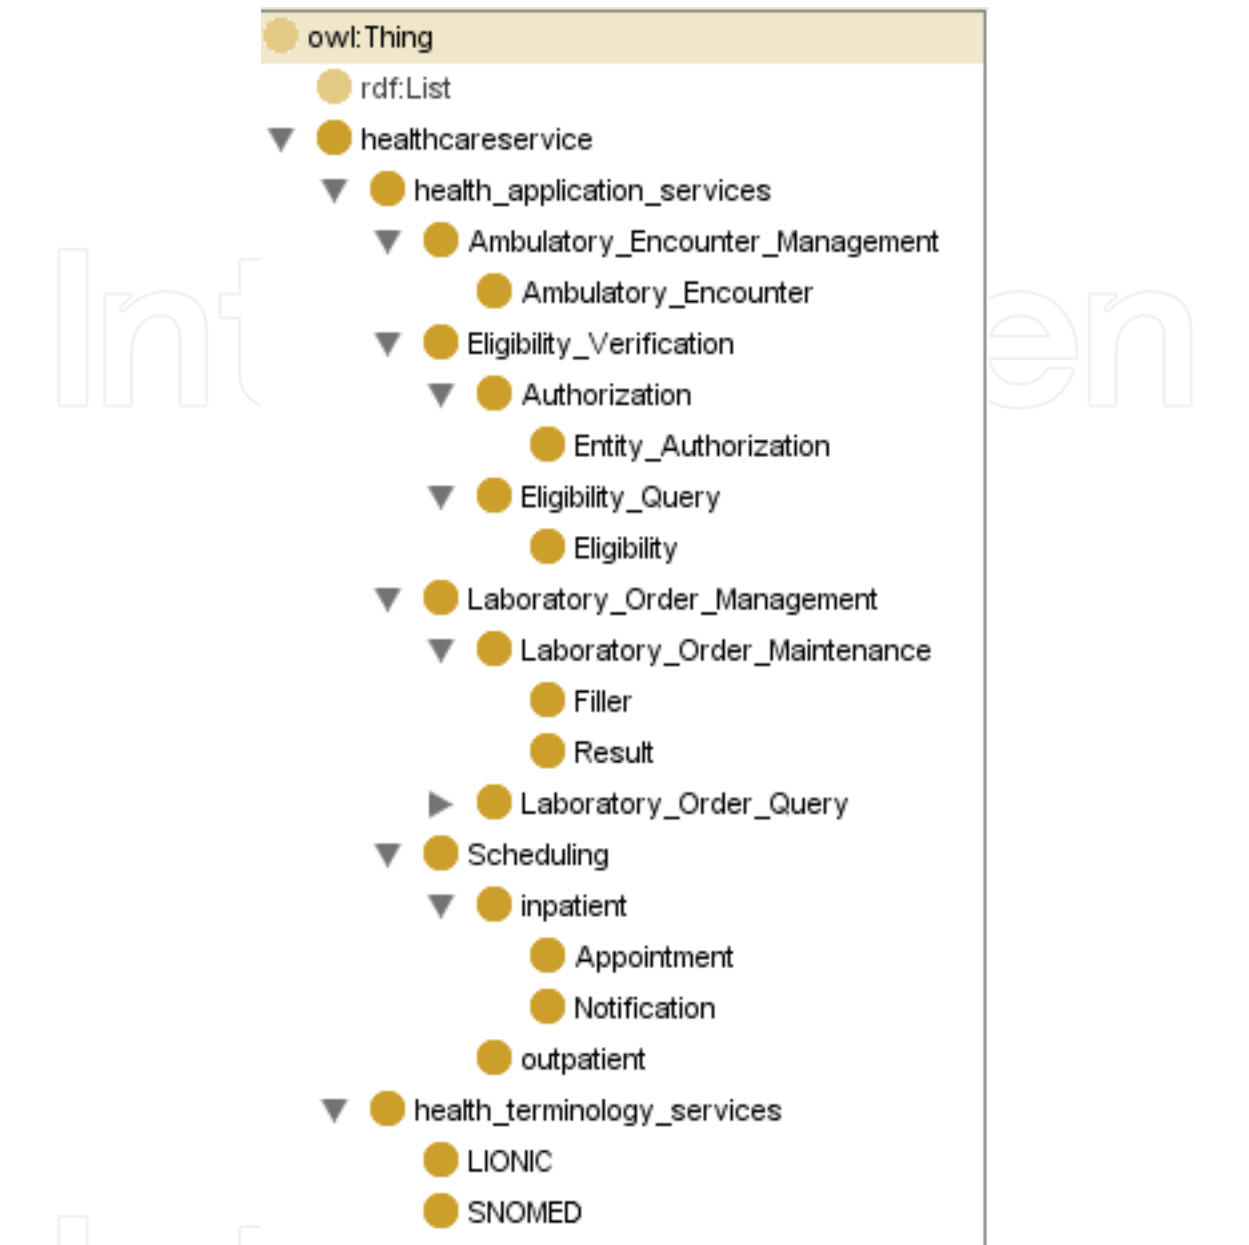 owl:Thing
rdf:List
healthcareservice
health_application_services
Ambulatory_Encounter_Management
Ambulatory_Encounter
Eligibility_Verification
Authorization
Entity_Authorization
Eligibility_Query
Eligibility
Laboratory_Order_Management
Laboratory_Order_Maintenance
Filler
Result
Laboratory_Order_Query
Scheduling
inpatient
Appointment
Notification
outpatient
health_terminology_services
LIONIC
SNOMED